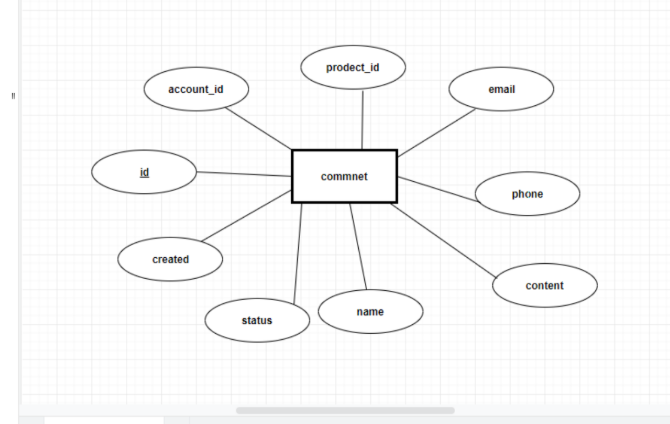 prodect_id
account_id
email
id
commnet
phone
created
content
status
name